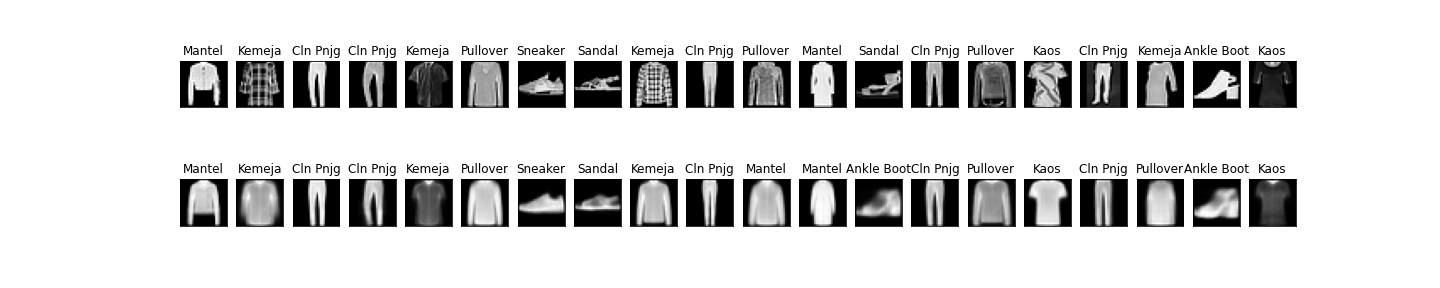 Mantel Kemeja Cln Pnjg Cln Pnjg Kemeja Pullover Sneaker Sandal Kemeja Cln Pnjg Pullover Mantel Sandal Cln Pnjg Pullover Kaos Cln Pnjg Kemeja Ankle Boot Kaos
Mantel Kemeja Cln Pnjg Cln Pnjg Kemeja Pullover Sneaker Sandal Kemeja Cln Pnjg Mantel Mantel Ankle Boot Cln Pnjg Pullover Kaos Cln Pnjg Pullover Ankle Boot Kaos